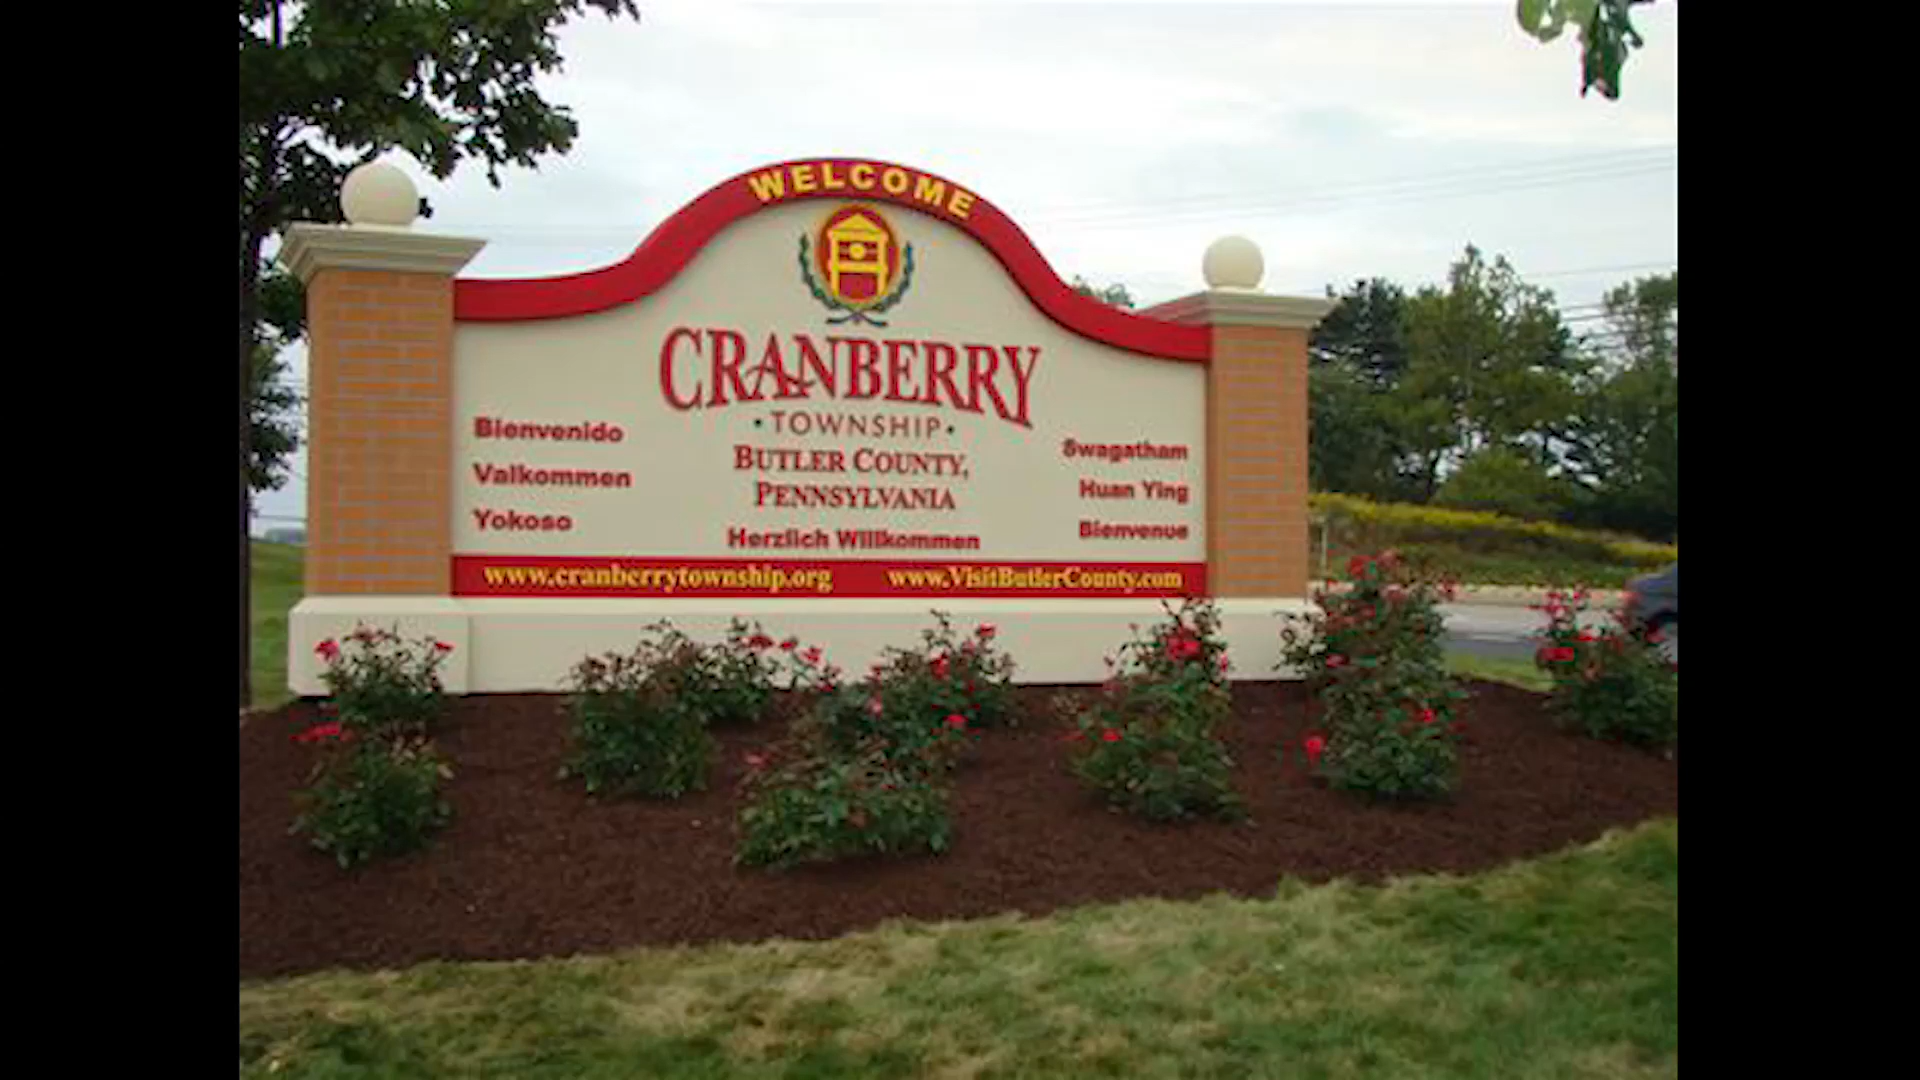 WELCOME
CRANBERRY
• TOWNSHIP •
BUTLER COUNTY,
PENNSYLVANIA
Bienvenido
Valkommen
Yokoso
Herzlich Willkommen
Swagatham
Huan Ying
Bienvenue
www.cranberrytownship.org
www.VisitButlerCounty.com